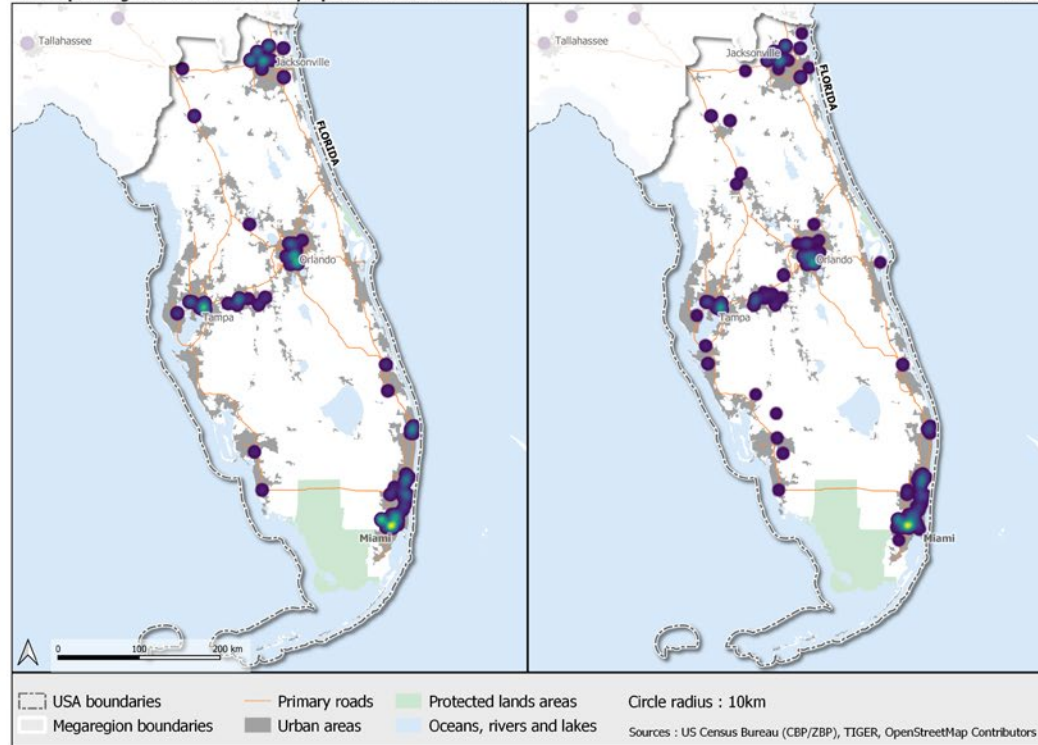 Tallahassee
Jacksonville
FLORIDA
Orlando
Tampa
Miami
0 100 200 km
Tallahassee
Jacksonville
FLORIDA
Orlando
Tampa
Miami
USA boundaries
Megaregion boundaries
Primary roads
Urban areas
Protected lands areas
Oceans, rivers and lakes
Circle radius : 10km
Sources : US Census Bureau (CBP/ZBP), TIGER, OpenStreetMap Contributors